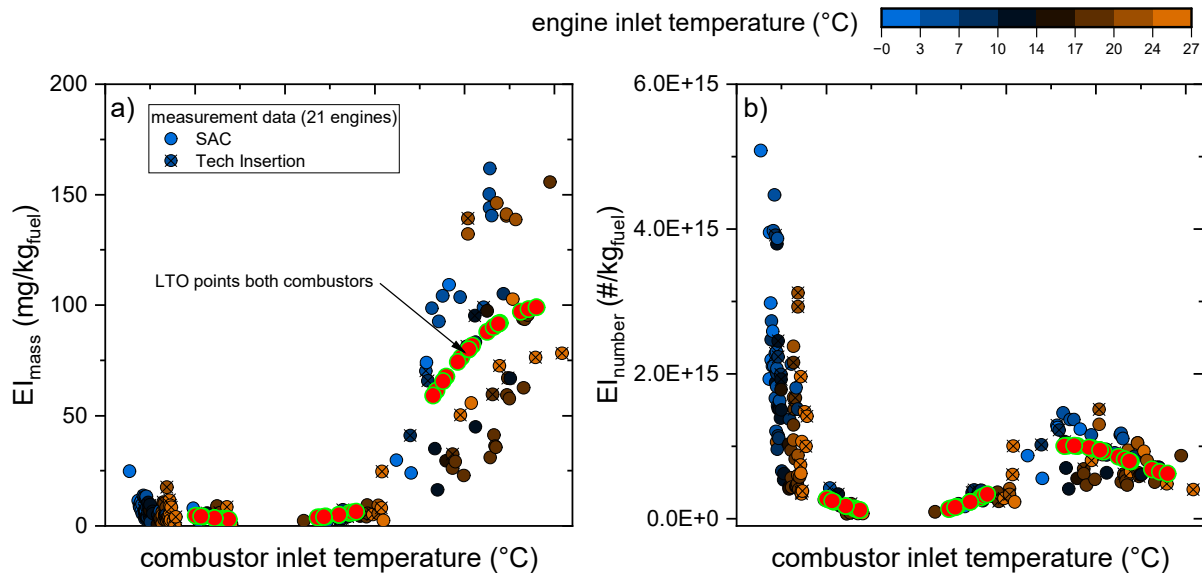 engine inlet temperature (°C)
−0 3 7 10 14 17 20 24 27
a)
measurement data (21 engines)
SAC
Tech Insertion
LTO points both combustors
200
150
100
50
0
EImass (mg/kgfuel)
combustor inlet temperature (°C)
b)
6.0E+15
4.0E+15
2.0E+15
0.0E+0
EInumber (#/kgfuel)
combustor inlet temperature (°C)